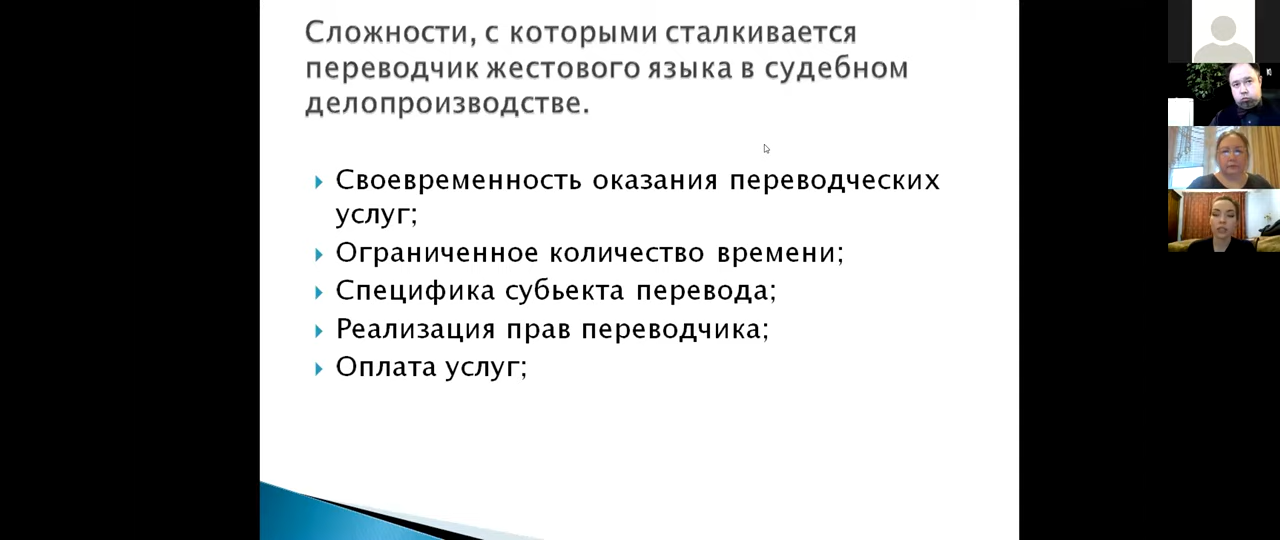 Сложности, с которыми сталкивается
переводчик жестового языка в судебном
делопроизводстве.
Своевременность оказания переводческих
услуг;
Ограниченное количество времени;
Специфика субьекта перевода;
Реализация прав переводчика;
Оплата услуг;